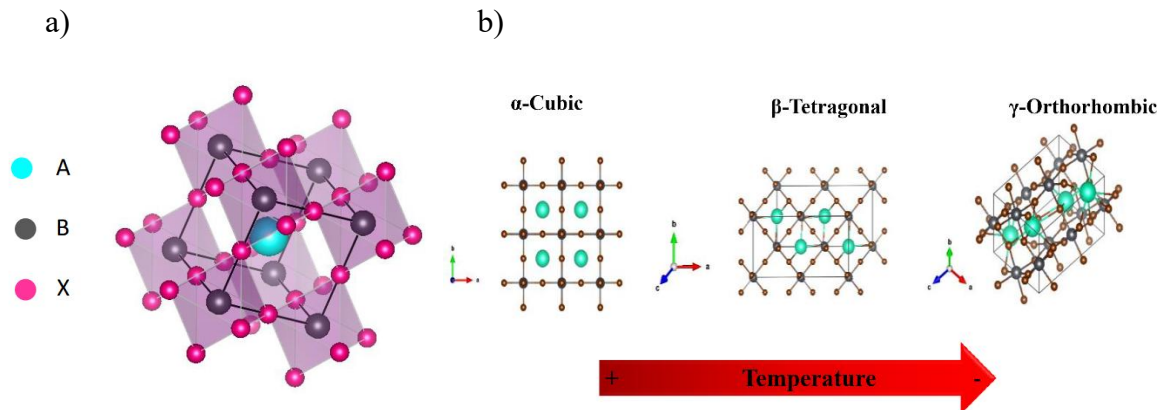 a)
A
B
X
b)
α-Cubic
β-Tetragonal
γ-Orthorhombic
b
a
b
a
c
b
c
a
+ Temperature -